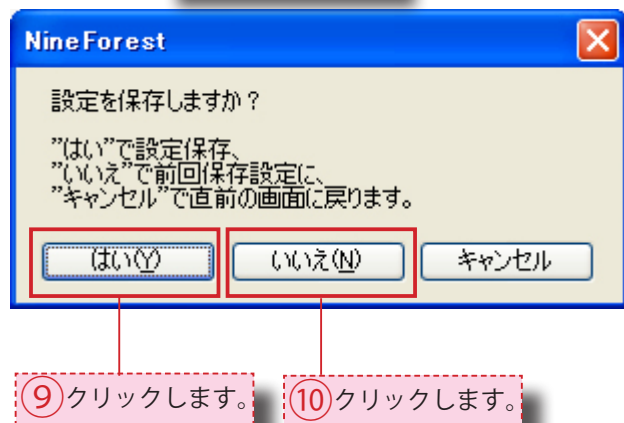 NineForest
設定を保存しますか？
”はい”で設定保存、
”いいえ”で前回保存設定に、
”キャンセル”で直前の画面に戻ります。
はい(Y) いいえ(N) キャンセル
⑨クリックします。 ⑩クリックします。